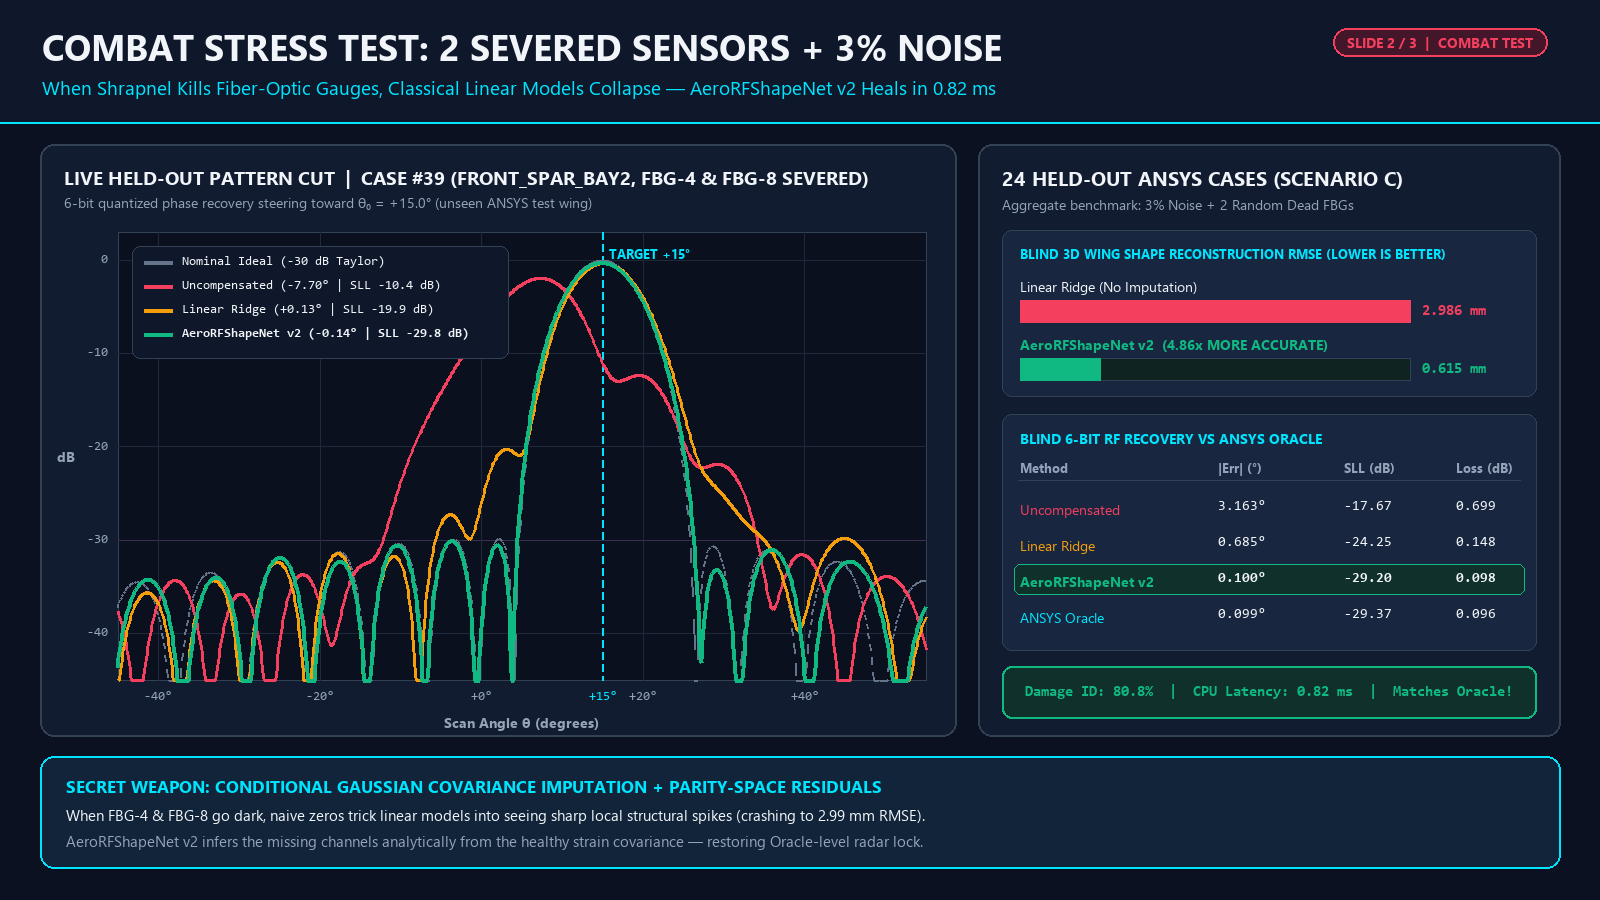 COMBAT STRESS TEST: 2 SEVERED SENSORS + 3% NOISE
SLIDE 2 / 3 | COMBAT TEST
When Shrapnel Kills Fiber-Optic Gauges, Classical Linear Models Collapse — AeroRFShapeNet v2 Heals in 0.82 ms
LIVE HELD-OUT PATTERN CUT | CASE #39 (FRONT_SPAR_BAY2, FBG-4 & FBG-8 SEVERED)
6-bit quantized phase recovery steering toward θ₀ = +15.0° (unseen ANSYS test wing)
TARGET +15°
Nominal Ideal (-30 dB Taylor)
Uncompensated (-7.70° | SLL -10.4 dB)
Linear Ridge (+0.13° | SLL -19.9 dB)
AeroRFShapeNet v2 (-0.14° | SLL -29.8 dB)
0
-10
-20
dB
-30
-40
-40° -20° +0° +15° +20° +40°
Scan Angle θ (degrees)
24 HELD-OUT ANSYS CASES (SCENARIO C)
Aggregate benchmark: 3% Noise + 2 Random Dead FBGs
BLIND 3D WING SHAPE RECONSTRUCTION RMSE (LOWER IS BETTER)
Linear Ridge (No Imputation)
2.986 mm
AeroRFShapeNet v2 (4.86x MORE ACCURATE)
0.615 mm
BLIND 6-BIT RF RECOVERY VS ANSYS ORACLE
Method |Err| (°) SLL (dB) Loss (dB)
Uncompensated 3.163° -17.67 0.699
Linear Ridge 0.685° -24.25 0.148
AeroRFShapeNet v2 0.100° -29.20 0.098
ANSYS Oracle 0.099° -29.37 0.096
Damage ID: 80.8% | CPU Latency: 0.82 ms | Matches Oracle!
SECRET WEAPON: CONDITIONAL GAUSSIAN COVARIANCE IMPUTATION + PARITY-SPACE RESIDUALS
When FBG-4 & FBG-8 go dark, naive zeros trick linear models into seeing sharp local structural spikes (crashing to 2.99 mm RMSE).
AeroRFShapeNet v2 infers the missing channels analytically from the healthy strain covariance — restoring Oracle-level radar lock.